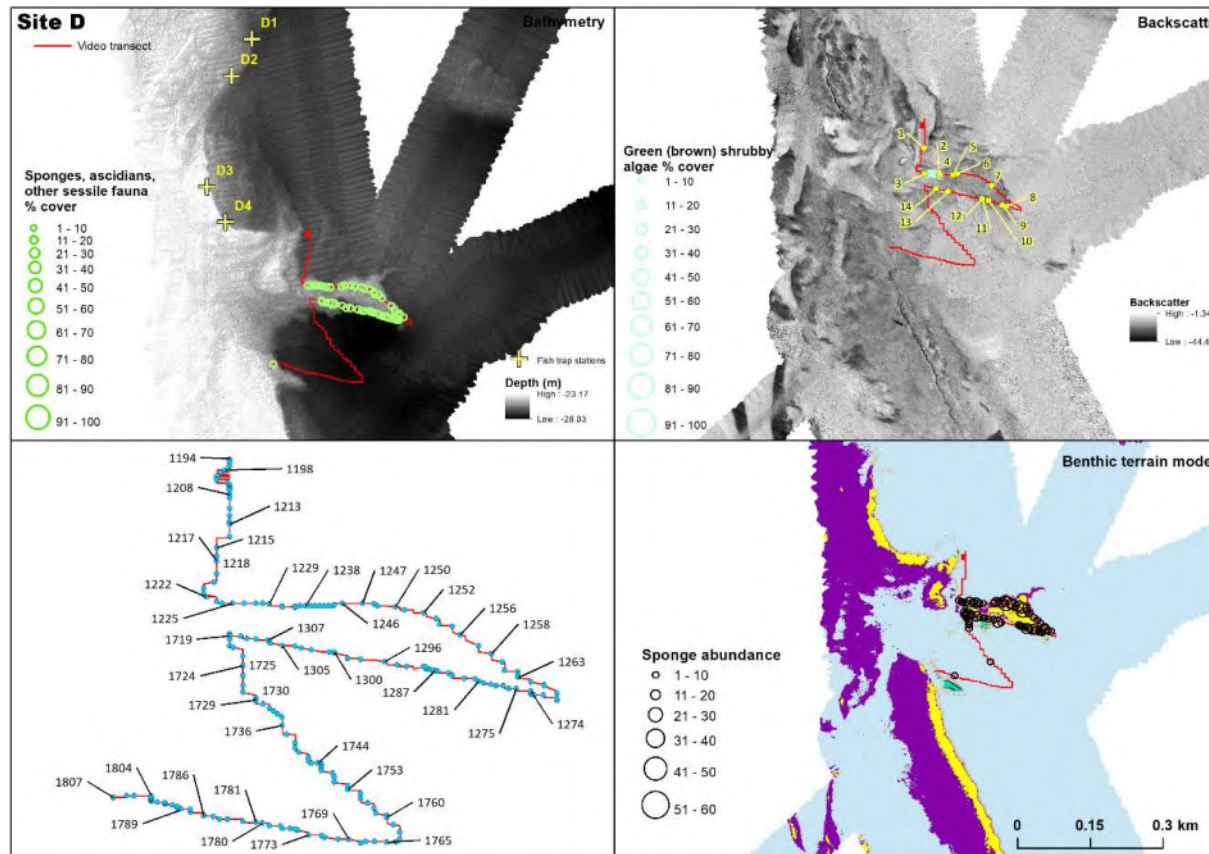 Site D
Bathymetry
Video transect
D1
D2
D3
D4
Sponges, ascidians,
other sessile fauna
% cover
1 - 10
11 - 20
21 - 30
31 - 40
41 - 50
51 - 60
61 - 70
71 - 80
81 - 90
91 - 100
Fish trap stations
Depth (m)
High : -23.17
Low : -28.03
Backscatte
Green (brown) shrubby
algae % cover
1 - 10
11 - 20
21 - 30
31 - 40
41 - 50
51 - 60
61 - 70
71 - 80
81 - 90
91 - 100
1
2
5
3
4
6
7
14
13
12
11
8
9
10
Backscatter
High : -1.34
Low : -44.4
1194
1198
1208
1213
1217
1215
1218
1222
1229
1238
1247
1250
1252
1225
1246
1256
1258
1719
1307
1263
1305
1296
1725
1300
1724
1287
1730
1281
1274
1729
1275
1736
1744
1753
1804
1786
1781
1760
1807
1769
1789
1780
1773
1765
Benthic terrain mode
Sponge abundance
1 - 10
11 - 20
21 - 30
31 - 40
41 - 50
51 - 60
0 0.15 0.3 km